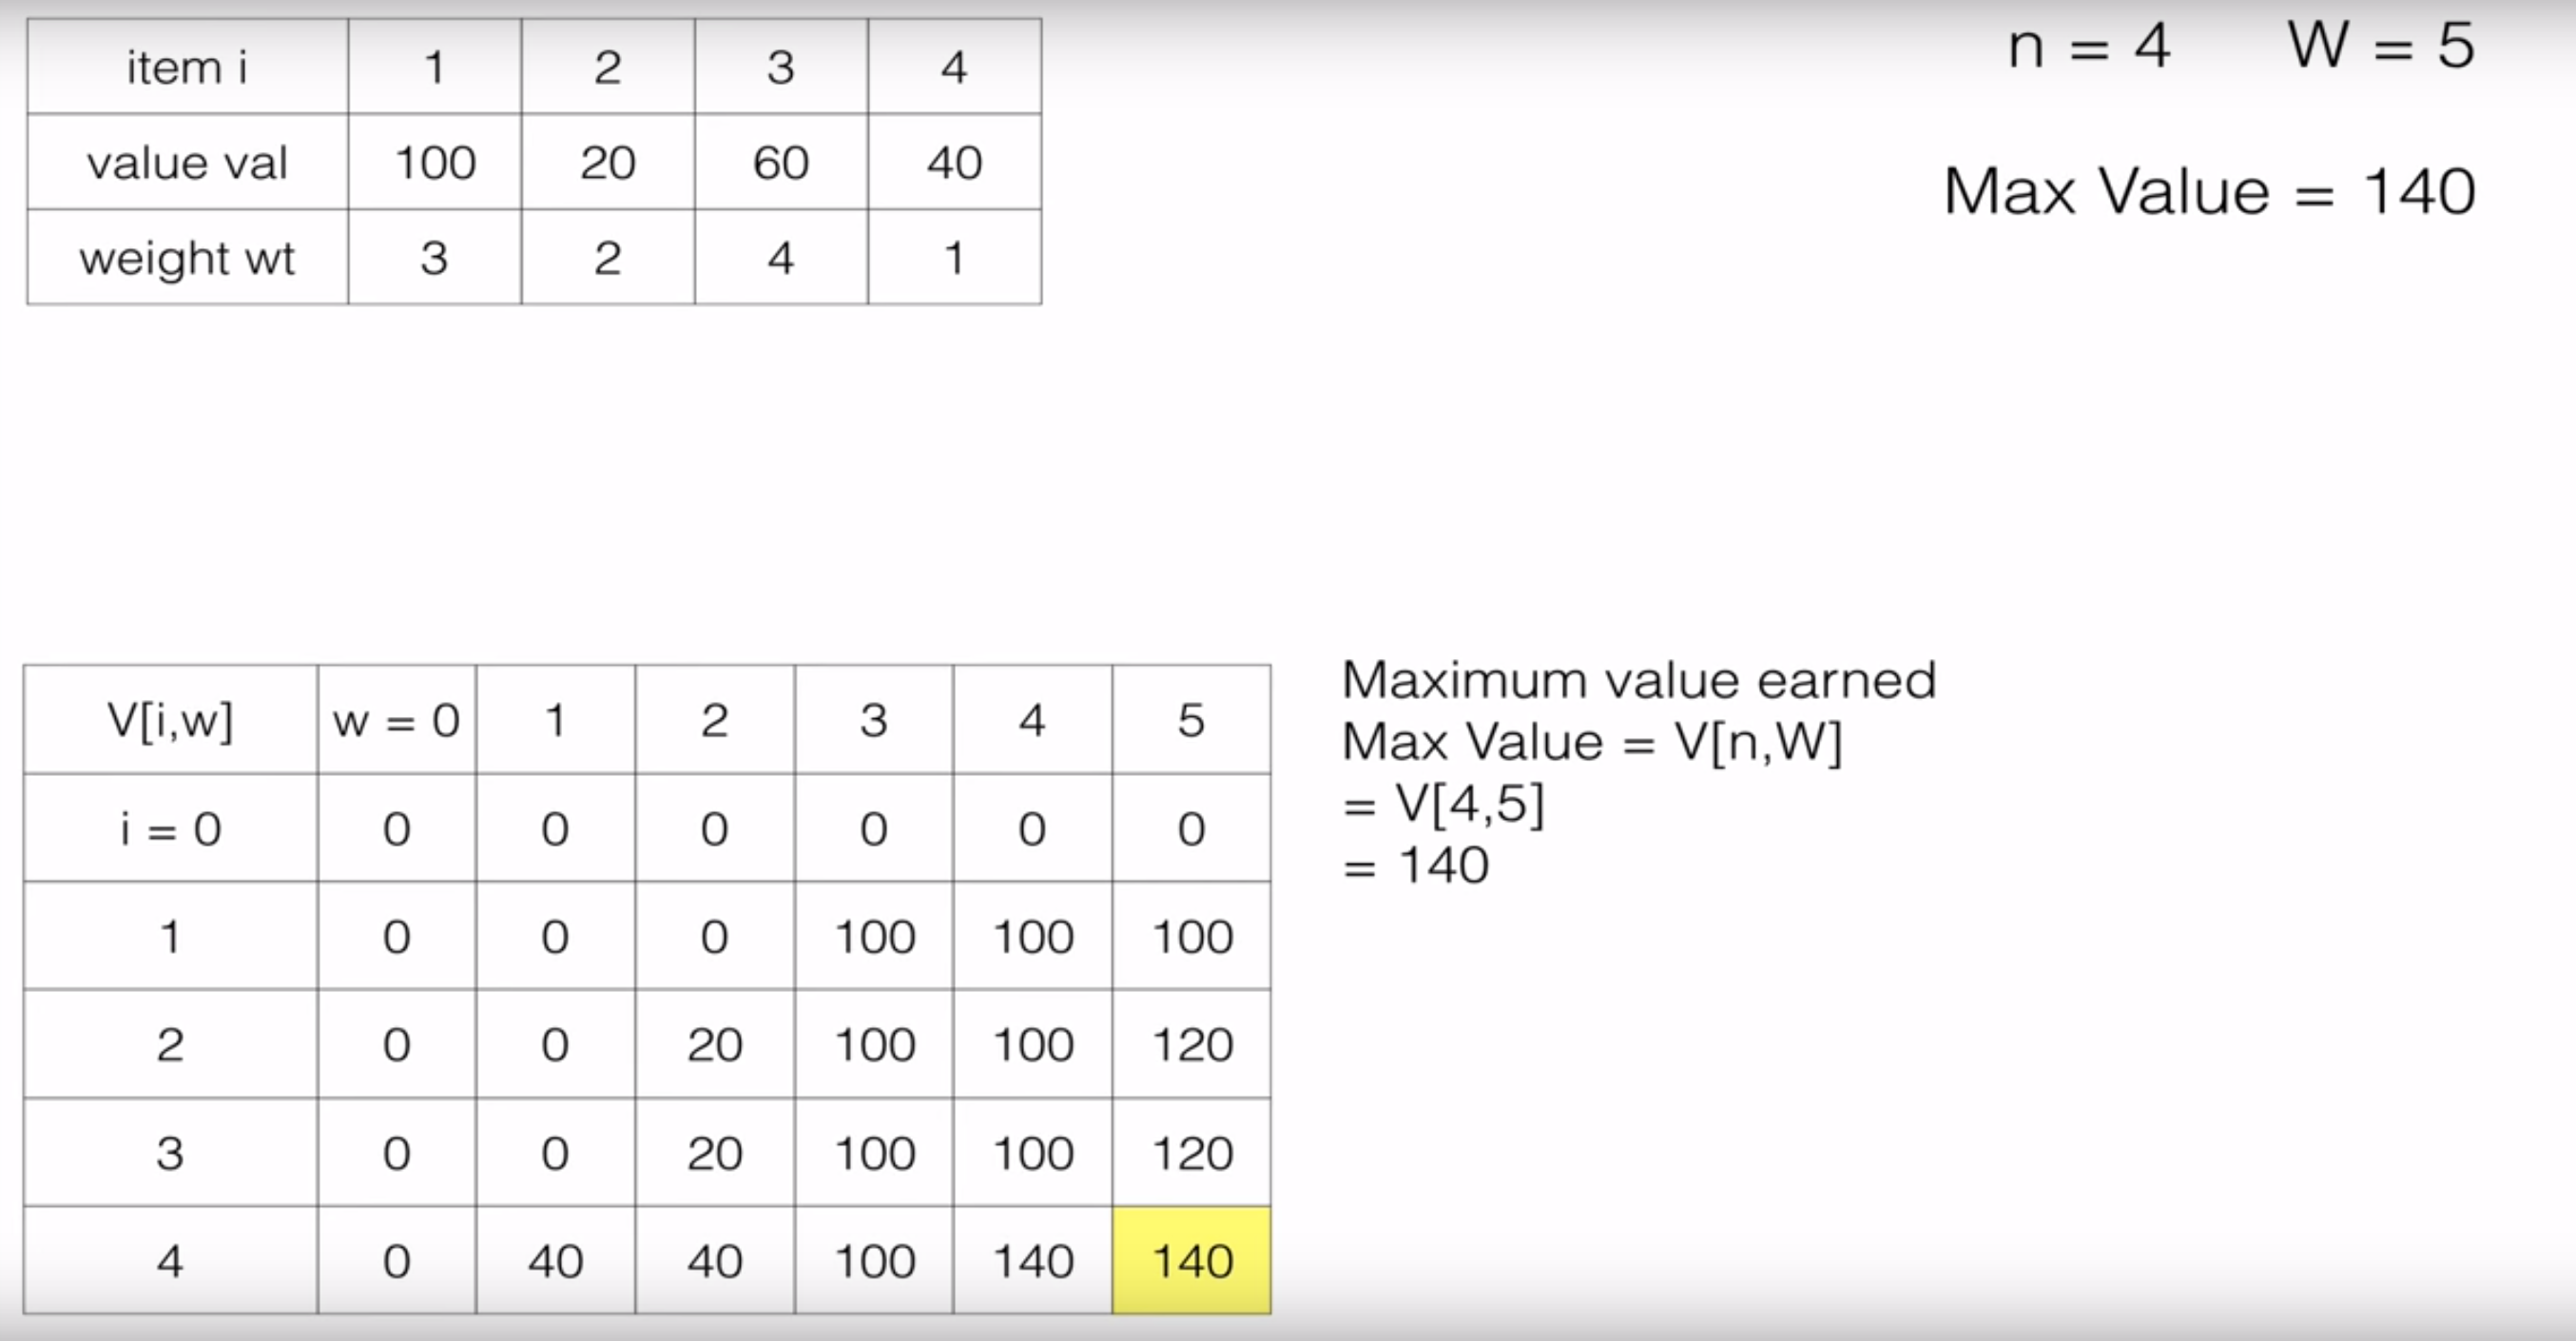 item i 1 2 3 4
value val 100 20 60 40
weight wt 3 2 4 1
n = 4 W = 5
Max Value = 140
V[i,w] w = 0 1 2 3 4 5
i = 0 0 0 0 0 0 0
1 0 0 0 100 100 100
2 0 0 20 100 100 120
3 0 0 20 100 100 120
4 0 40 40 100 140 140
Maximum value earned
Max Value = V[n,W]
= V[4,5]
= 140